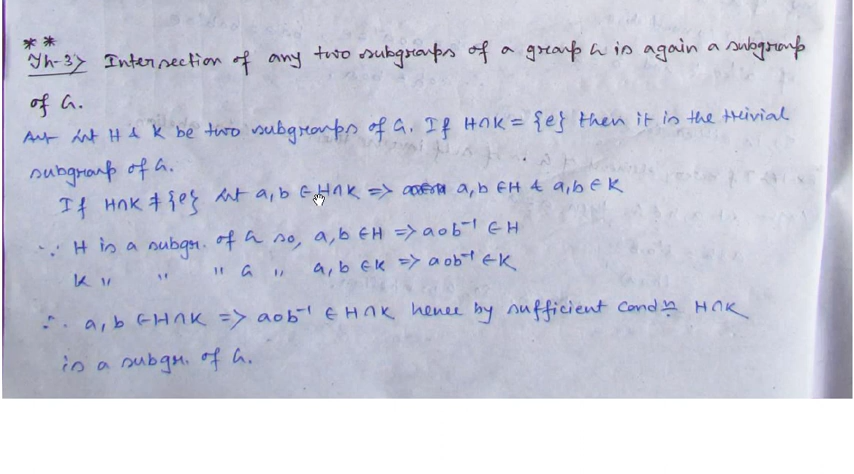 * *
Th-3> Intersection of any two subgroups of a group G is again a subgroup
of G.
Ans Let H & K be two subgroups of G. If H∩K = {e} then it is the trivial
subgroup of G.
If H∩K ≠ {e} Let a, b ∈ H∩K => a, b ∈ H & a, b ∈ K
∵ H is a subgr. of G so, a, b ∈ H => aob⁻¹ ∈ H
K " " " G " a, b ∈ K => aob⁻¹ ∈ K
∴ a, b ∈ H∩K => aob⁻¹ ∈ H∩K hence by sufficient condn H∩K
is a subgr. of G.